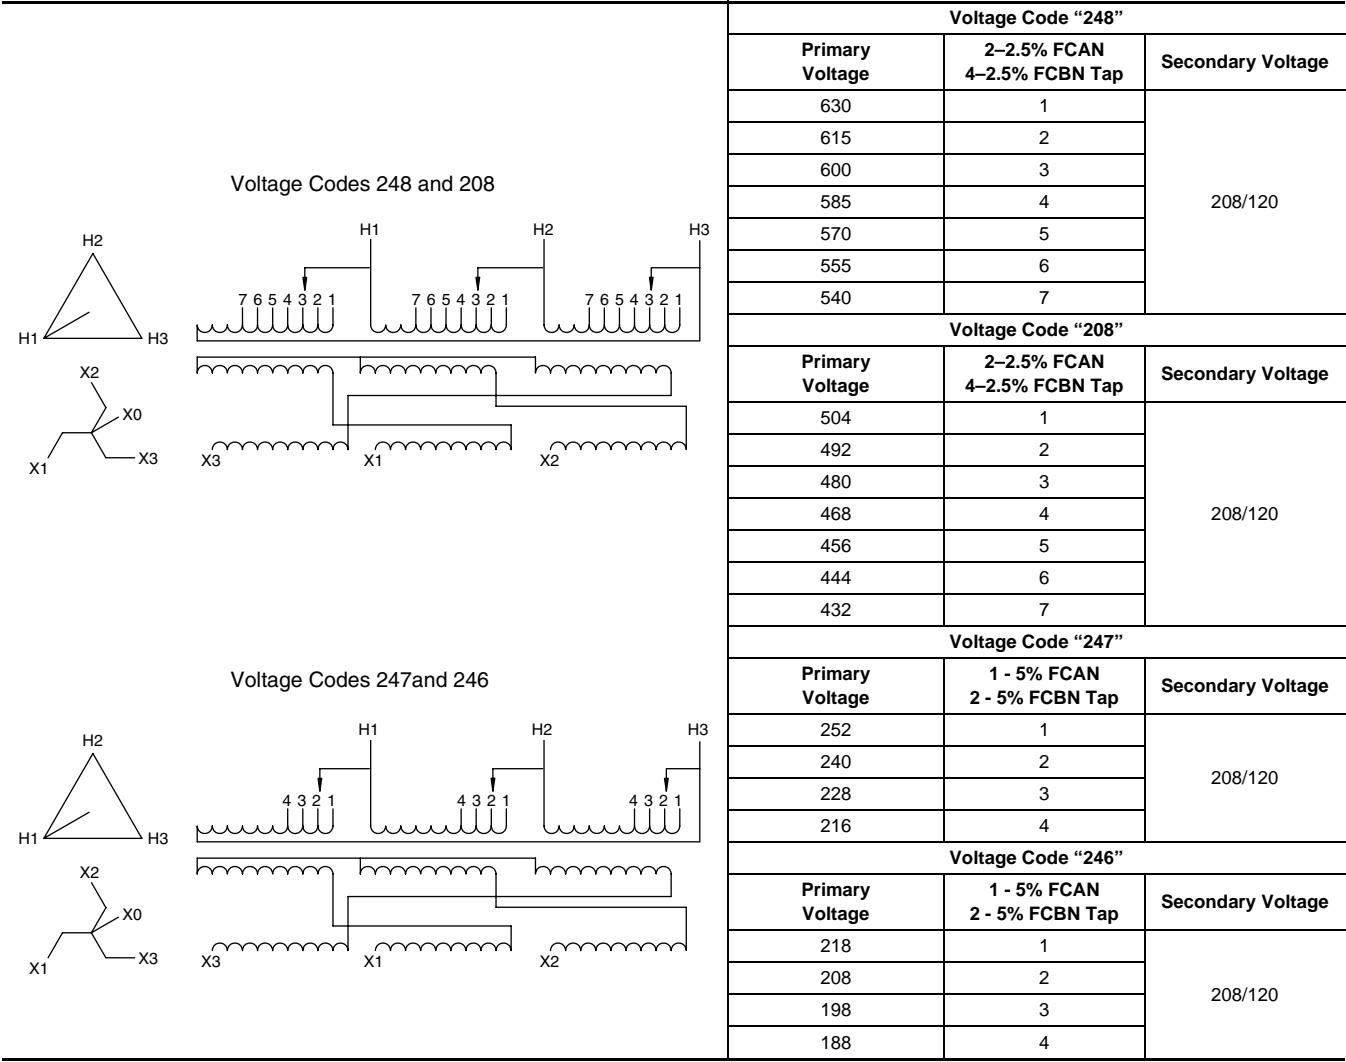 Voltage Codes 248 and 208
H1 H2 H3
H2
7 6 5 4 3 2 1 7 6 5 4 3 2 1 7 6 5 4 3 2 1
H1 H3
X2
X0
X1 X3
X3 X1 X2
Voltage Codes 247and 246
H1 H2 H3
H2
4 3 2 1 4 3 2 1 4 3 2 1
H1 H3
X2
X0
X1 X3
X3 X1 X2
Voltage Code “248”
Primary Voltage
2–2.5% FCAN
4–2.5% FCBN Tap
Secondary Voltage
630 1
615 2
600 3
585 4 208/120
570 5
555 6
540 7
Voltage Code “208”
Primary Voltage
2–2.5% FCAN
4–2.5% FCBN Tap
Secondary Voltage
504 1
492 2
480 3
468 4 208/120
456 5
444 6
432 7
Voltage Code “247”
Primary Voltage
1 - 5% FCAN
2 - 5% FCBN Tap
Secondary Voltage
252 1
240 2
208/120
228 3
216 4
Voltage Code “246”
Primary Voltage
1 - 5% FCAN
2 - 5% FCBN Tap
Secondary Voltage
218 1
208 2
208/120
198 3
188 4